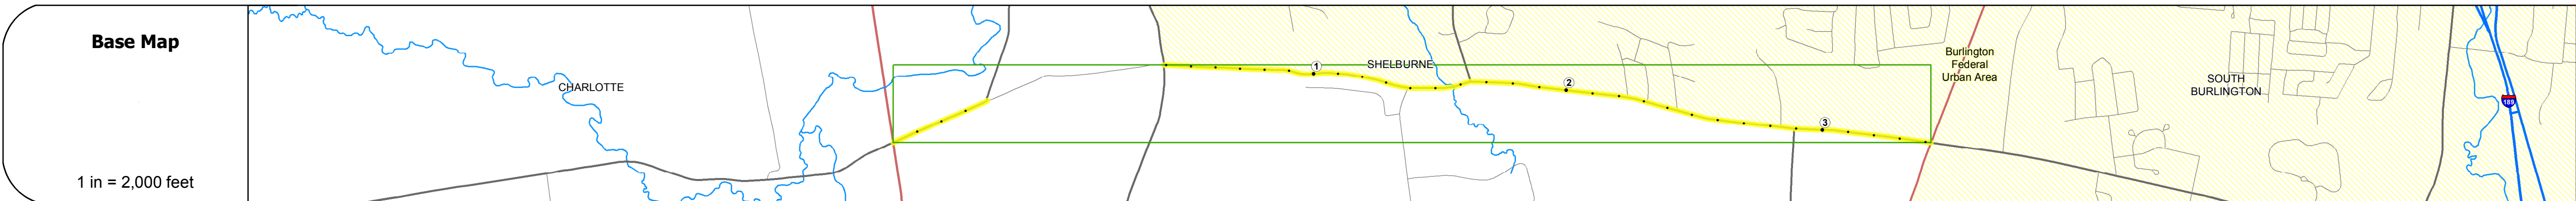 Base Map
1 in = 2,000 feet
CHARLOTTE
1
SHELBURNE
2
3
Burlington
Federal
Urban Area
SOUTH
BURLINGTON
189